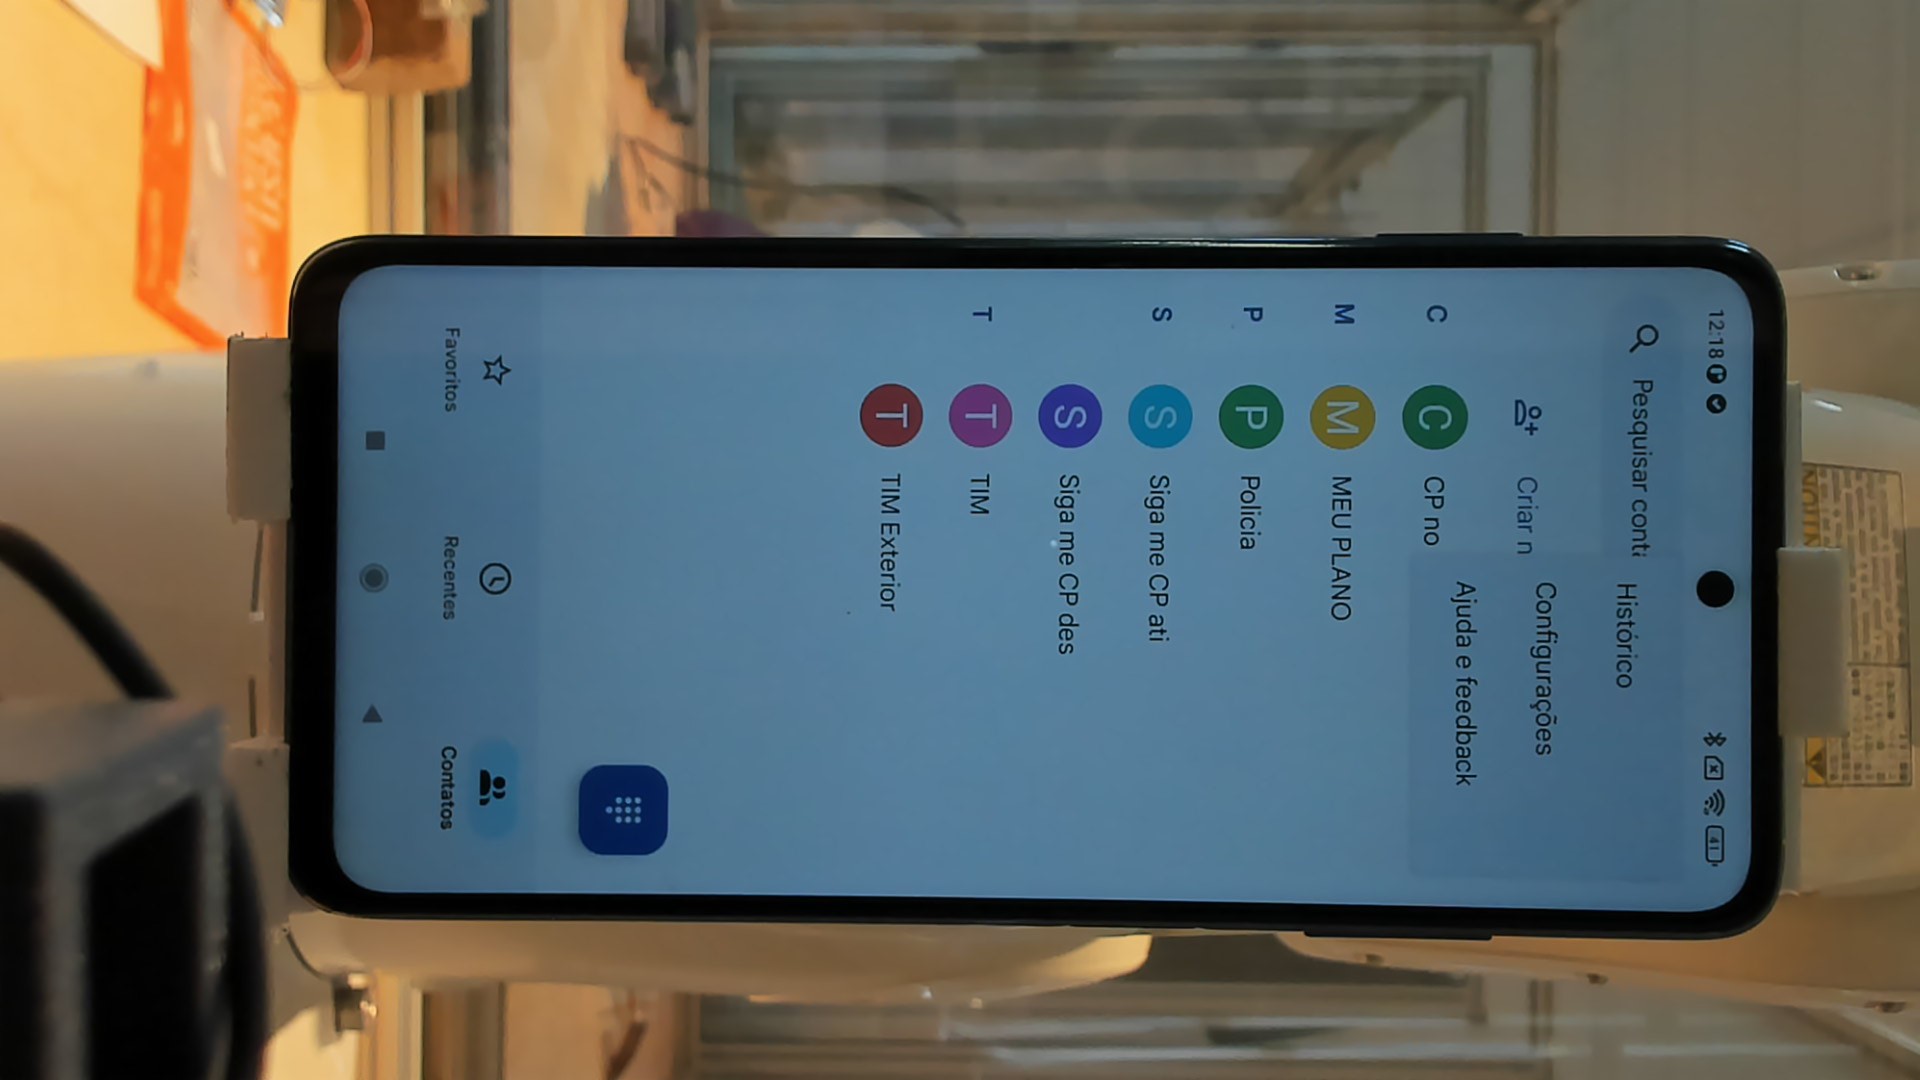 12:18
41
Pesquisar cont
Histórico
Criar n
Configurações
C
C
CP no
Ajuda e feedback
M
M
MEU PLANO
P
P
Policia
S
S
Siga me CP ati
S
Siga me CP des
T
T
TIM
T
TIM Exterior
Favoritos
Recentes
Contatos